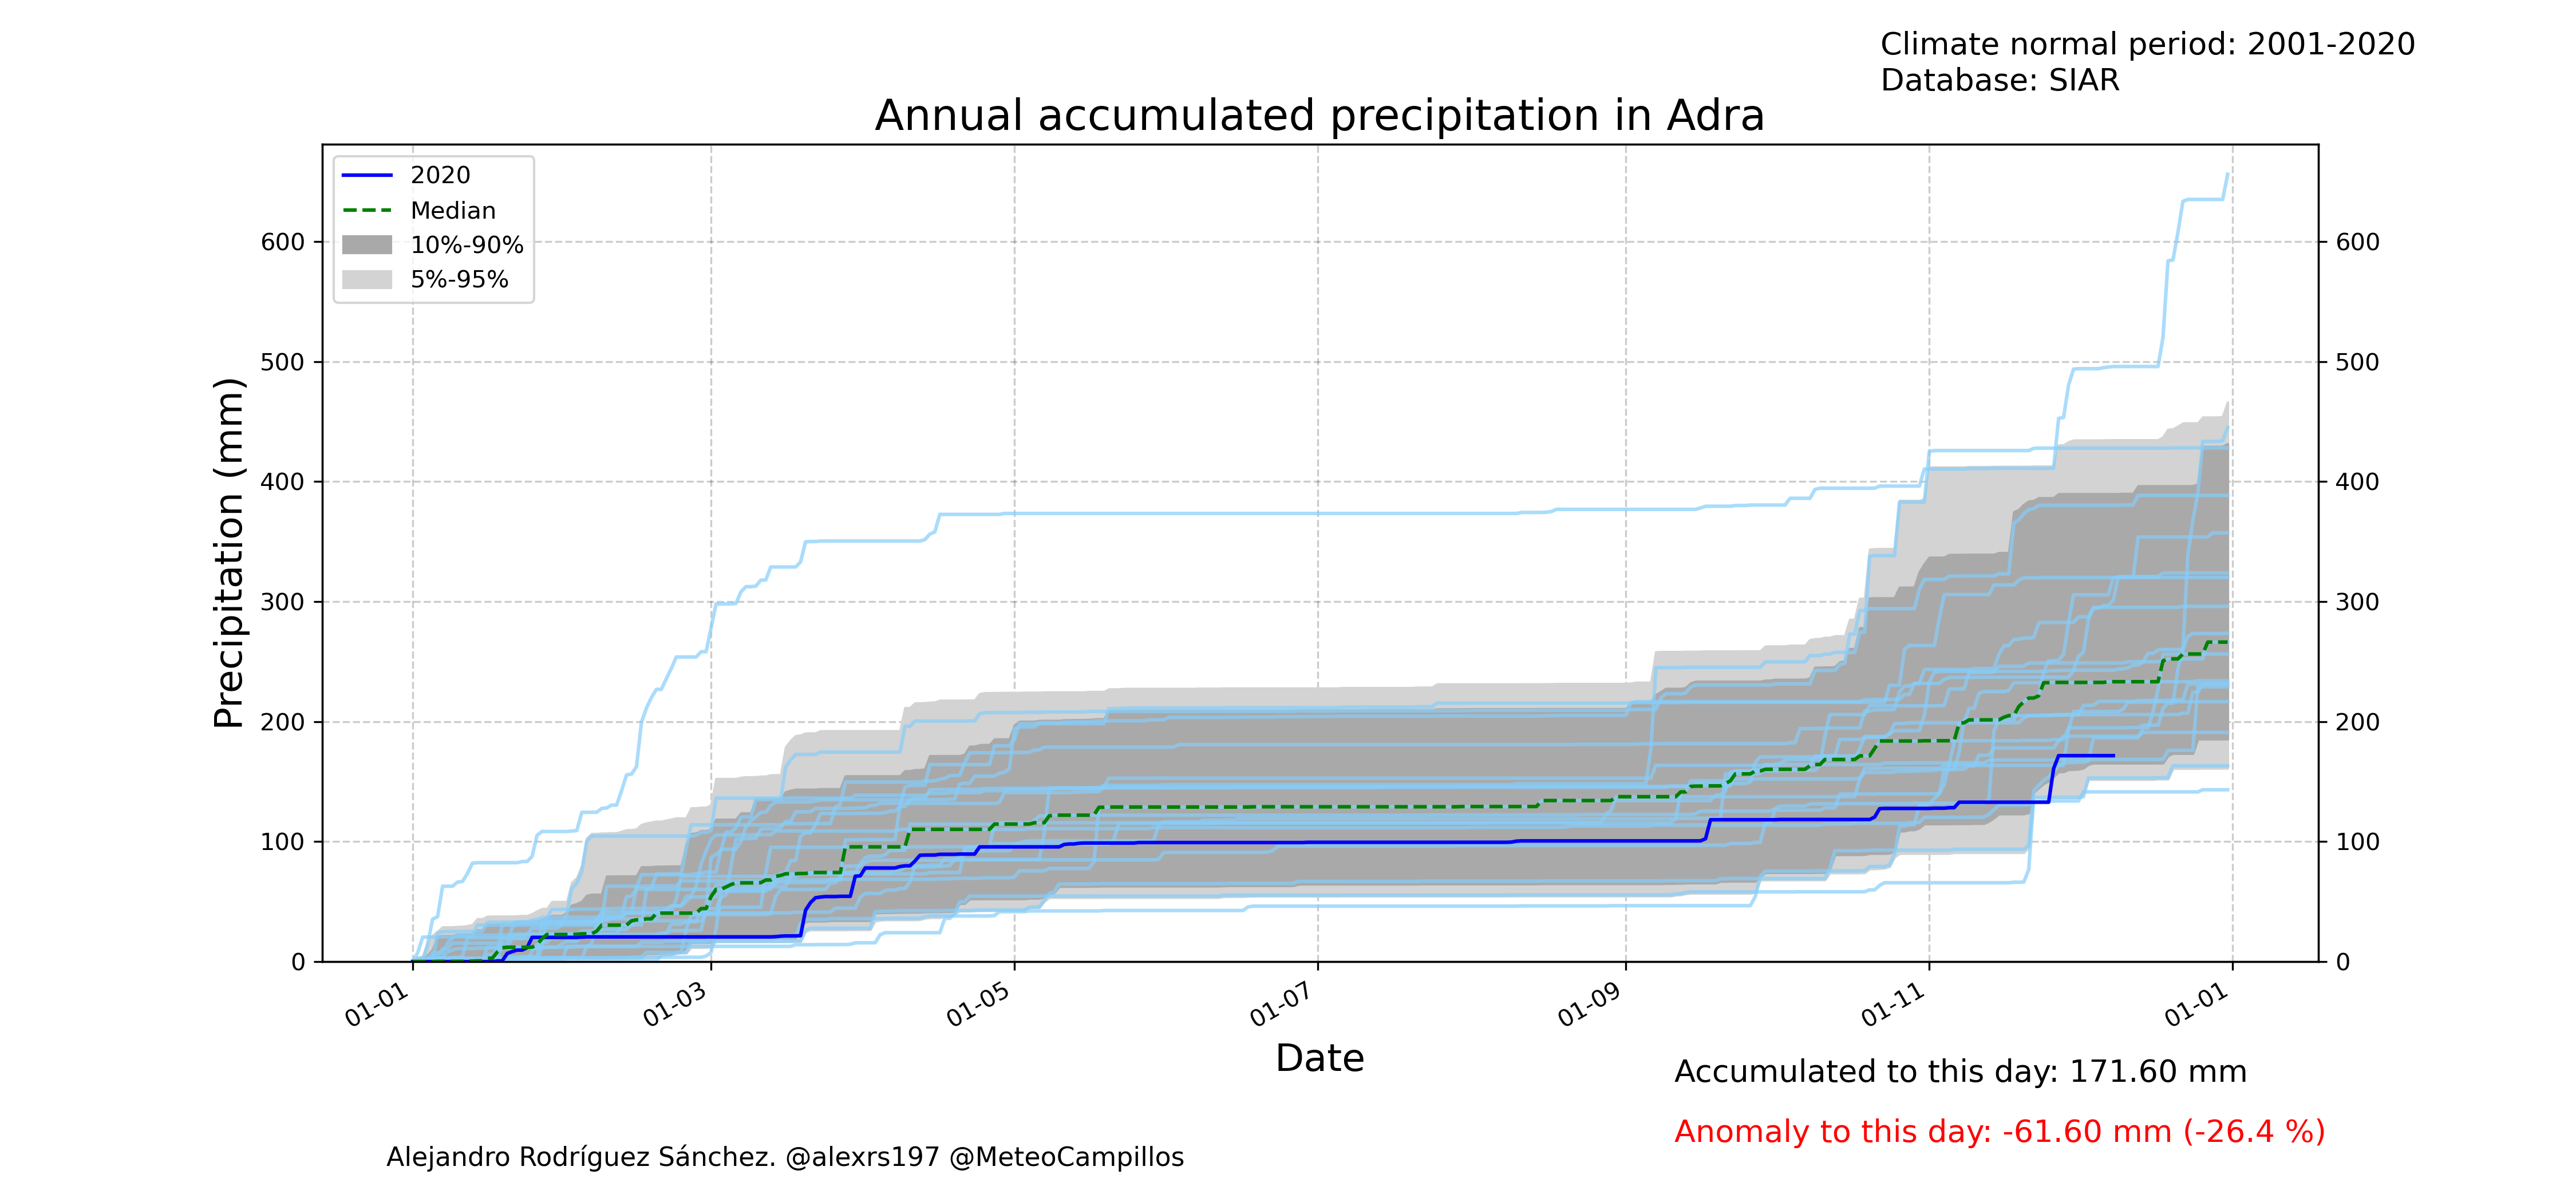 Climate normal period: 2001-2020
Database: SIAR
Annual accumulated precipitation in Adra
2020
Median
10%-90%
5%-95%
Precipitation (mm)
600
500
400
300
200
100
0
600
500
400
300
200
100
0
01-01
01-03
01-05
01-07
01-09
01-11
01-01
Date
Accumulated to this day: 171.60 mm
Anomaly to this day: -61.60 mm (-26.4 %)
Alejandro Rodríguez Sánchez. @alexrs197 @MeteoCampillos